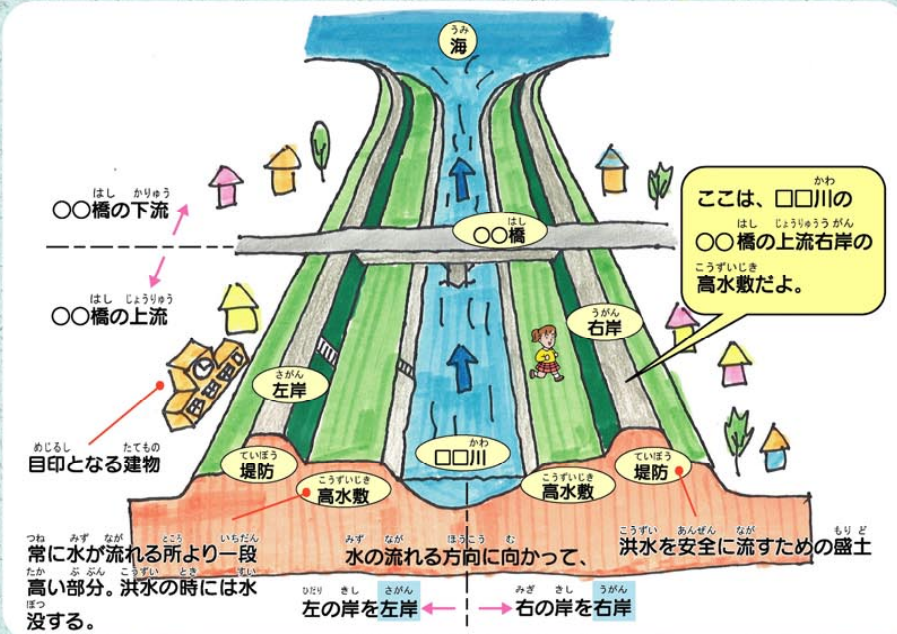 海
○○橋の下流
○○橋
○○橋の上流
ここは、□□川の
○○橋の上流右岸の
高水敷だよ。
右岸
左岸
目印となる建物
□□川
堤防
高水敷
高水敷
堤防
常に水が流れる所より一段
高い部分。洪水の時には水
没する。
水の流れる方向に向かって、
左の岸を左岸
右の岸を右岸
洪水を安全に流すための盛土